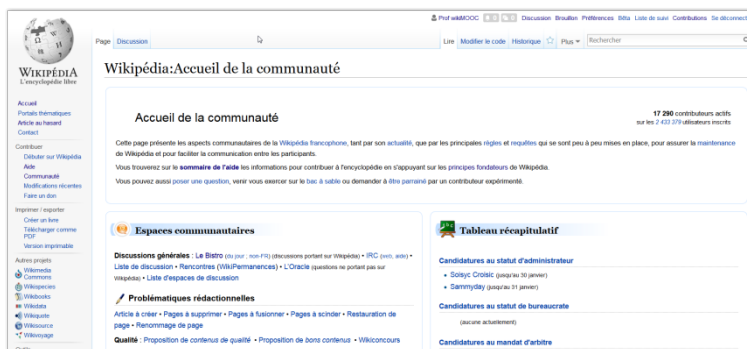 Prof wikiMOOC Discussion Brouillon Préférences Bêta Liste de suivi Contributions Se déconnect
Page Discussion Lire Modifier le code Historique Plus Rechercher
WIKIPÉDIA
L'encyclopédie libre
Wikipédia:Accueil de la communauté
Accueil
Portails thématiques
Article au hasard
Contact
Contribuer
Débuter sur Wikipédia
Aide
Communauté
Modifications récentes
Faire un don
Imprimer / exporter
Créer un livre
Télécharger comme
PDF
Version imprimable
Autres projets
Wikimedia
Commons
Wikispecies
Wikibooks
Wikidata
Wikiquote
Wikisource
Wikivoyage
Accueil de la communauté
17 290 contributeurs actifs
sur les 2 433 379 utilisateurs inscrits
Cette page présente les aspects communautaires de la Wikipédia francophone, tant par son actualité, que par les principales règles et requêtes qui se sont peu à peu mises en place, pour assurer la maintenance
de Wikipédia et pour faciliter la communication entre les participants.
Vous trouverez sur le sommaire de l'aide les informations pour contribuer à l'encyclopédie en s'appuyant sur les principes fondateurs de Wikipédia.
Vous pouvez aussi poser une question, venir vous exercer sur le bac à sable ou demander à être parrainé par un contributeur expérimenté.
Espaces communautaires
Discussions générales : Le Bistro (du jour ; non-FR) (discussions portant sur Wikipédia) • IRC (web, aide) •
Liste de discussion • Rencontres (WikiPermanences) • L'Oracle (questions ne portant pas sur
Wikipédia) • Liste d'espaces de discussion
Problématiques rédactionnelles
Article à créer • Pages à supprimer • Pages à fusionner • Pages à scinder • Restauration de
page • Renommage de page
Qualité : Proposition de contenus de qualité • Proposition de bons contenus • Wikiconcours
Tableau récapitulatif
Candidatures au statut d'administrateur
• Solsyc Croisic (jusqu'au 30 janvier)
• Sammyday (jusqu'au 31 janvier)
Candidatures au statut de bureaucrate
(aucune actuellement)
Candidatures au mandat d'arbitre